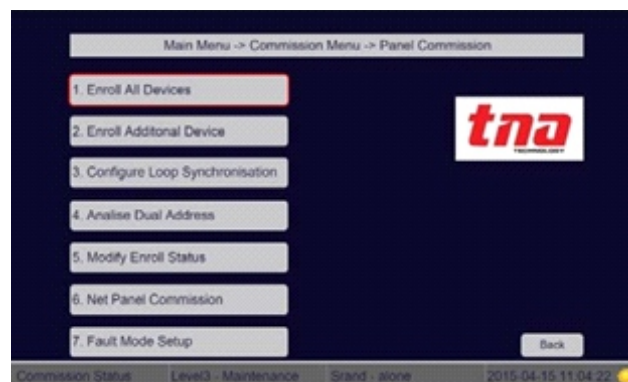 Main Menu -> Commission Menu -> Panel Commission
1. Enroll All Devices
tna
TECHNOLOGY
2. Enroll Additonal Device
3. Configure Loop Synchronisation
4. Analise Dual Address
5. Modify Enroll Status
6. Net Panel Commission
7. Fault Mode Setup
Back
Commission Status Level3 - Maintenance Srand - alone 2015-04-15 11:04:22